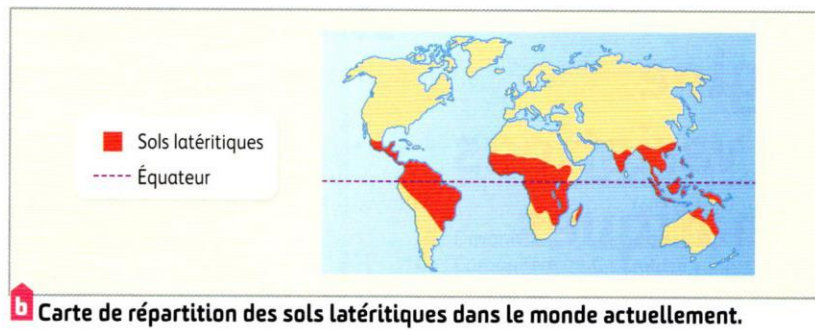 Sols latéritiques
Équateur
b Carte de répartition des sols latéritiques dans le monde actuellement.